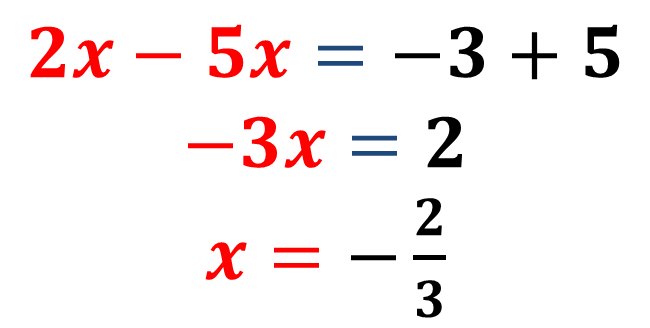 2x − 5x = −3 + 5
−3x = 2
x = − 2/3